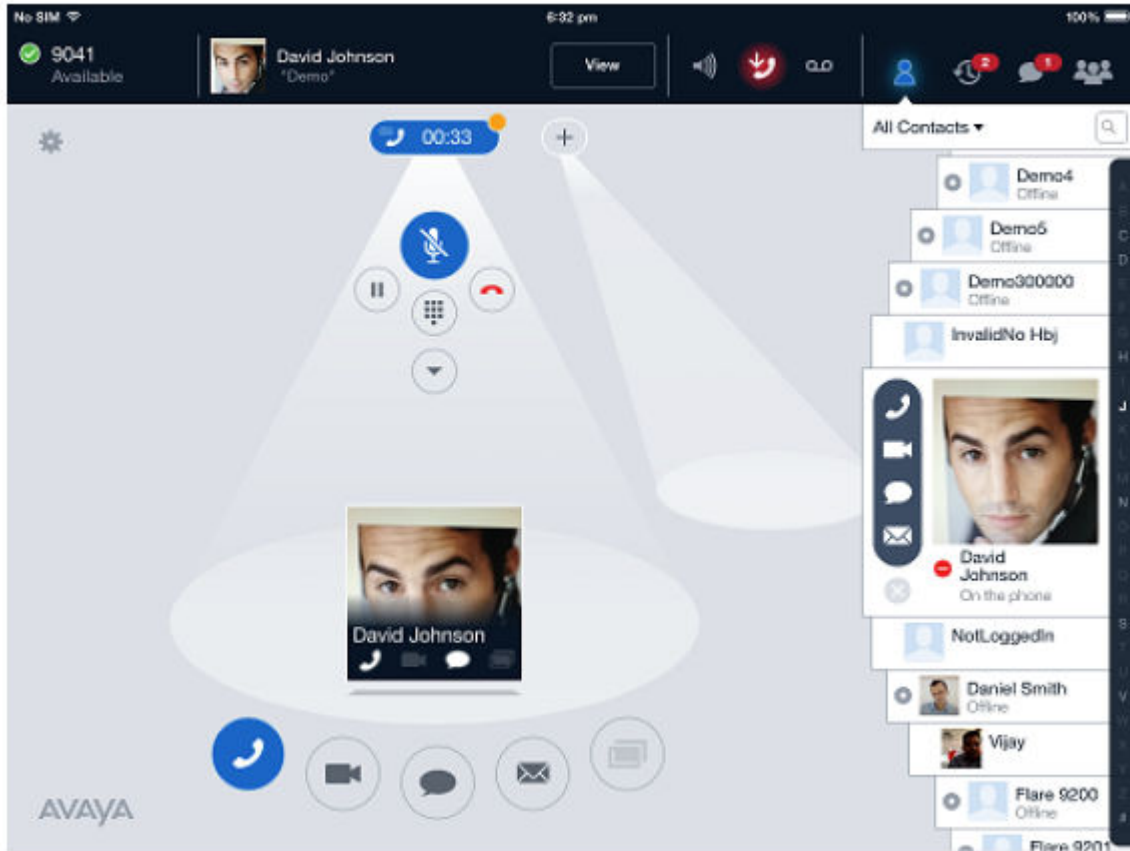 No SIM 6:32 pm 100%
9041
Available
David Johnson
"Demo"
View
2
1
00:33
All Contacts
Demo4
Offline
Demo5
Offline
Demo300000
Offline
InvalidNo Hbj
David
Johnson
On the phone
David Johnson
NotLoggedIn
Daniel Smith
Offline
Vijay
Flare 9200
Offline
Flare 9201
AVAYA
C
D
H
J
N
S
V
#